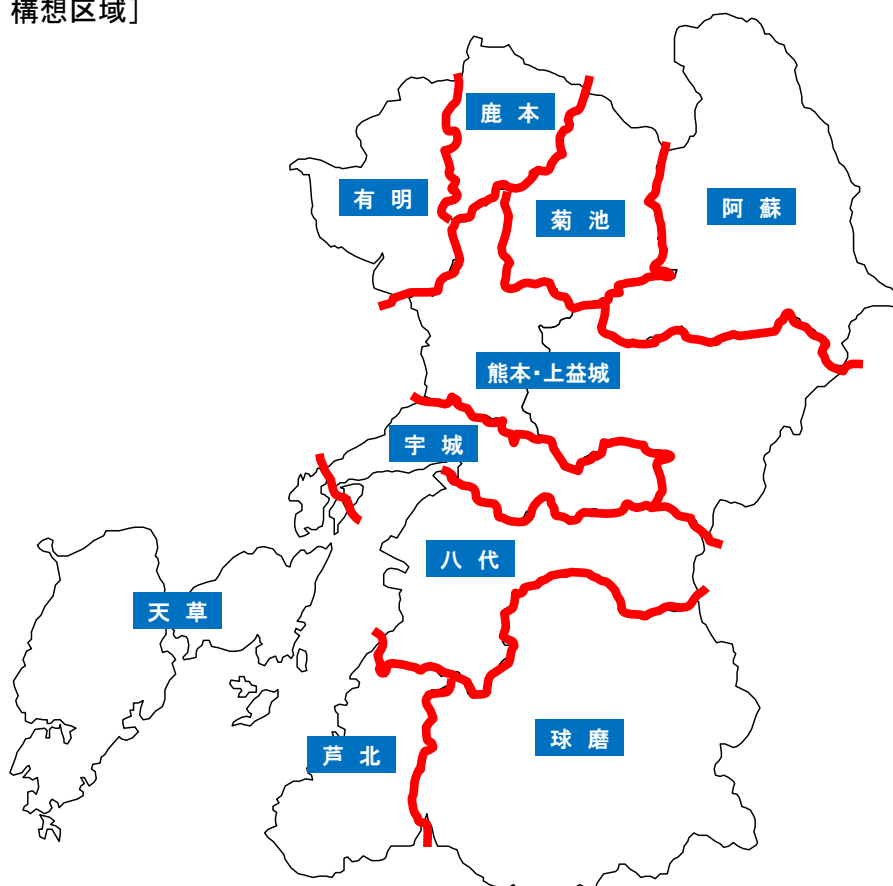 構想区域]
鹿 本
有 明
菊 池
阿 蘇
熊本・上益城
宇 城
八 代
天 草
芦 北
球 磨